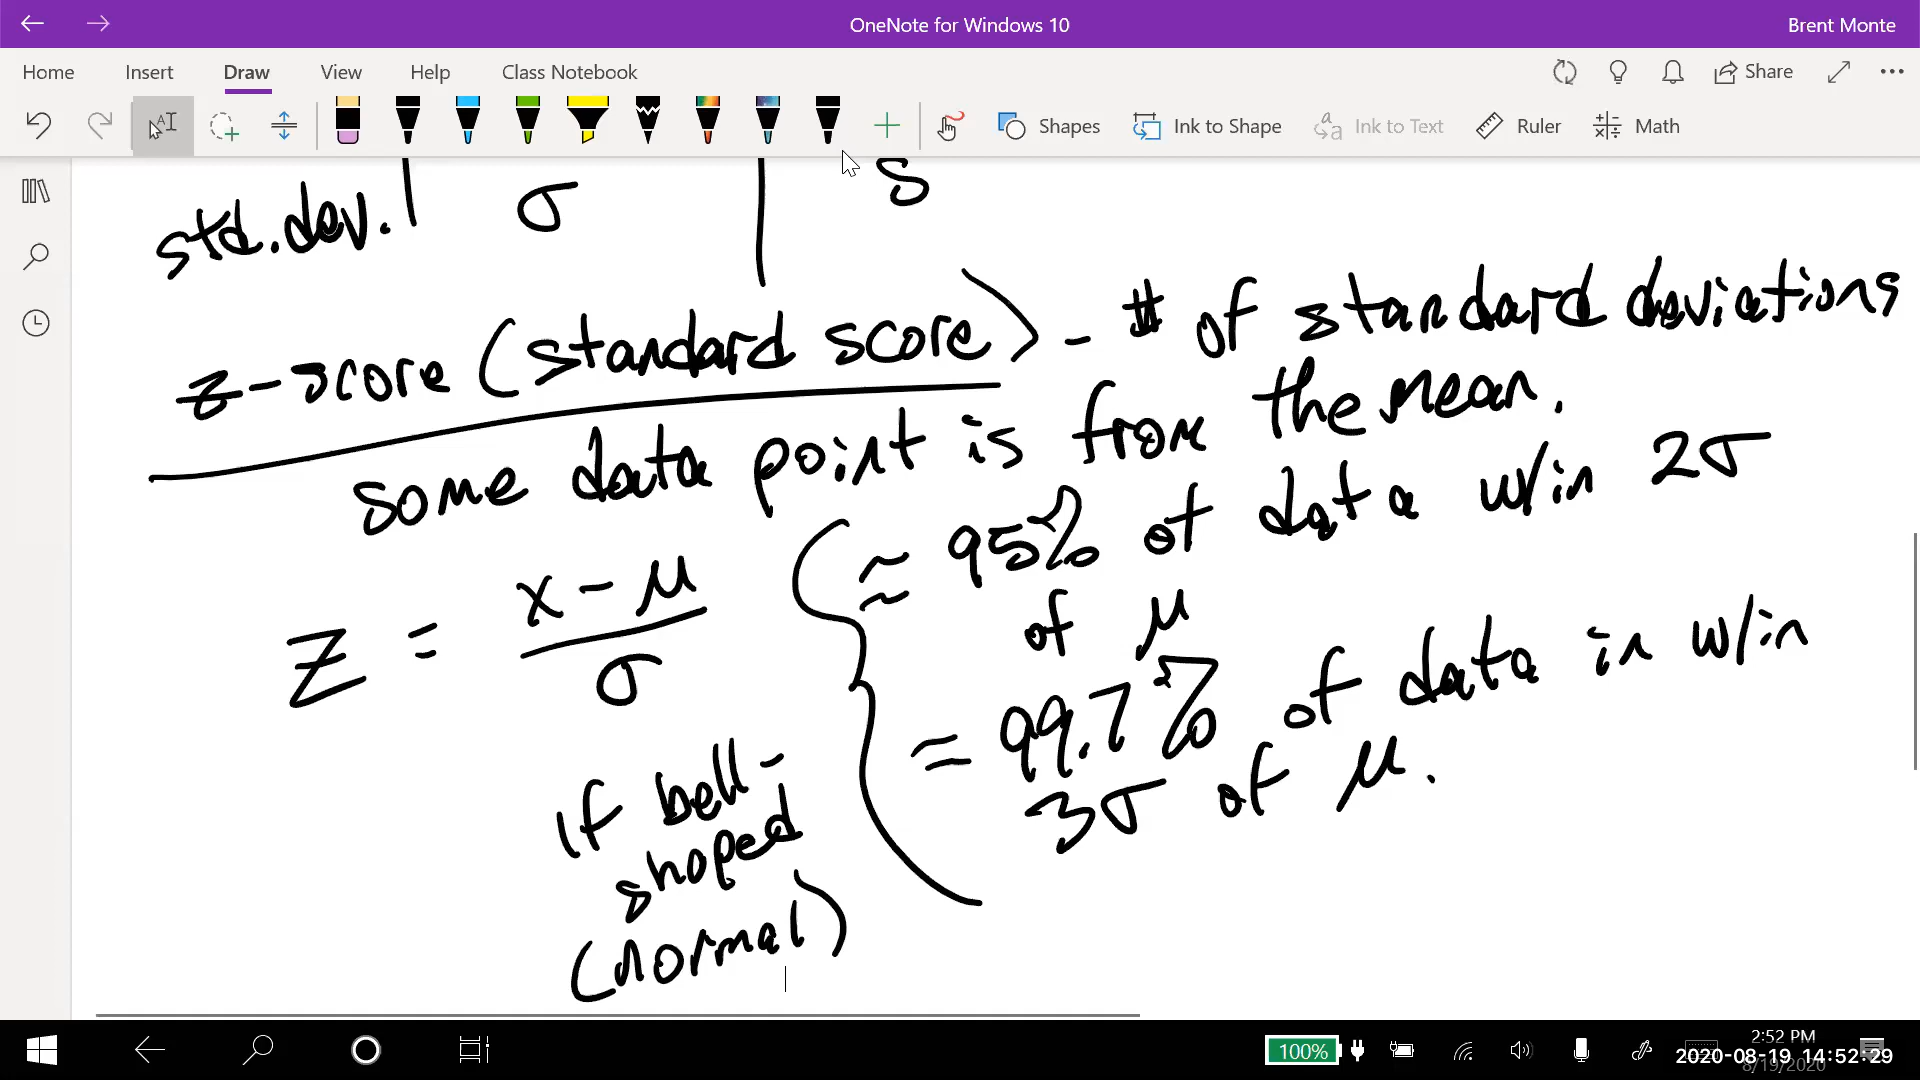 OneNote for Windows 10
Brent Monte
Home Insert Draw View Help Class Notebook
Share
Shapes Ink to Shape Ink to Text Ruler Math
std. dev. σ s
z-score (standard score) - # of standard deviations
some data point is from the mean.
≈ 95% of data w/in 2σ
of μ
z = x - μ / σ
≈ 99.7% of data in w/in
3σ of μ.
if bell-
shaped
(normal)
100%
2:52 PM
2020-08-19 14:52:29
8/19/2020